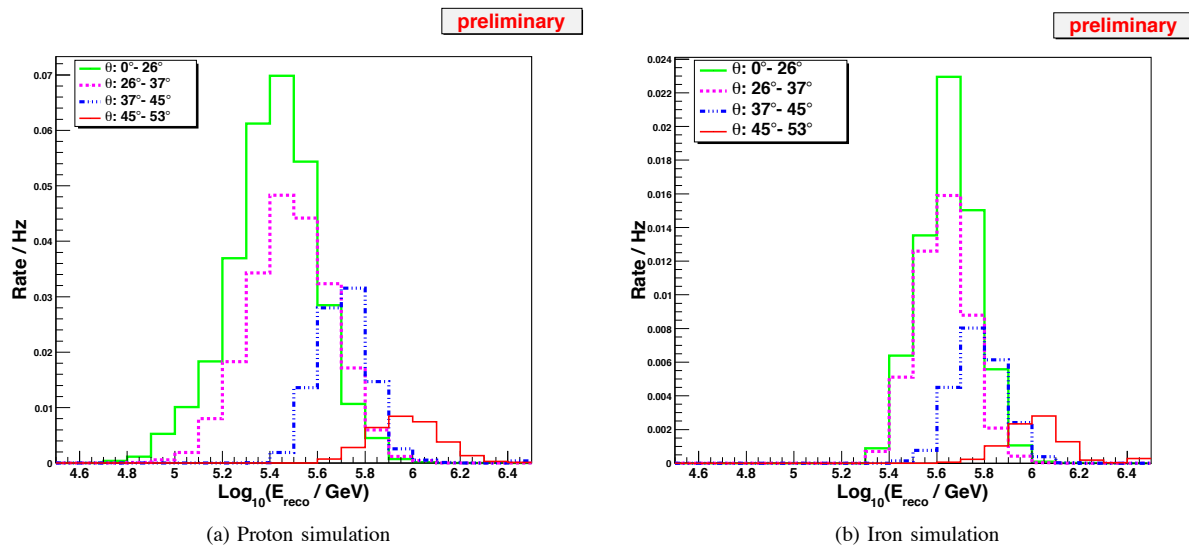 preliminary
preliminary
θ: 0°- 26°
θ: 26°- 37°
θ: 37°- 45°
θ: 45°- 53°
Rate / Hz
0.07
0.06
0.05
0.04
0.03
0.02
0.01
0
4.6 4.8 5 5.2 5.4 5.6 5.8 6 6.2 6.4
Log10(Ereco / GeV)
(a) Proton simulation
θ: 0°- 26°
θ: 26°- 37°
θ: 37°- 45°
θ: 45°- 53°
Rate / Hz
0.024
0.022
0.02
0.018
0.016
0.014
0.012
0.01
0.008
0.006
0.004
0.002
0
4.6 4.8 5 5.2 5.4 5.6 5.8 6 6.2 6.4
Log10(Ereco / GeV)
(b) Iron simulation